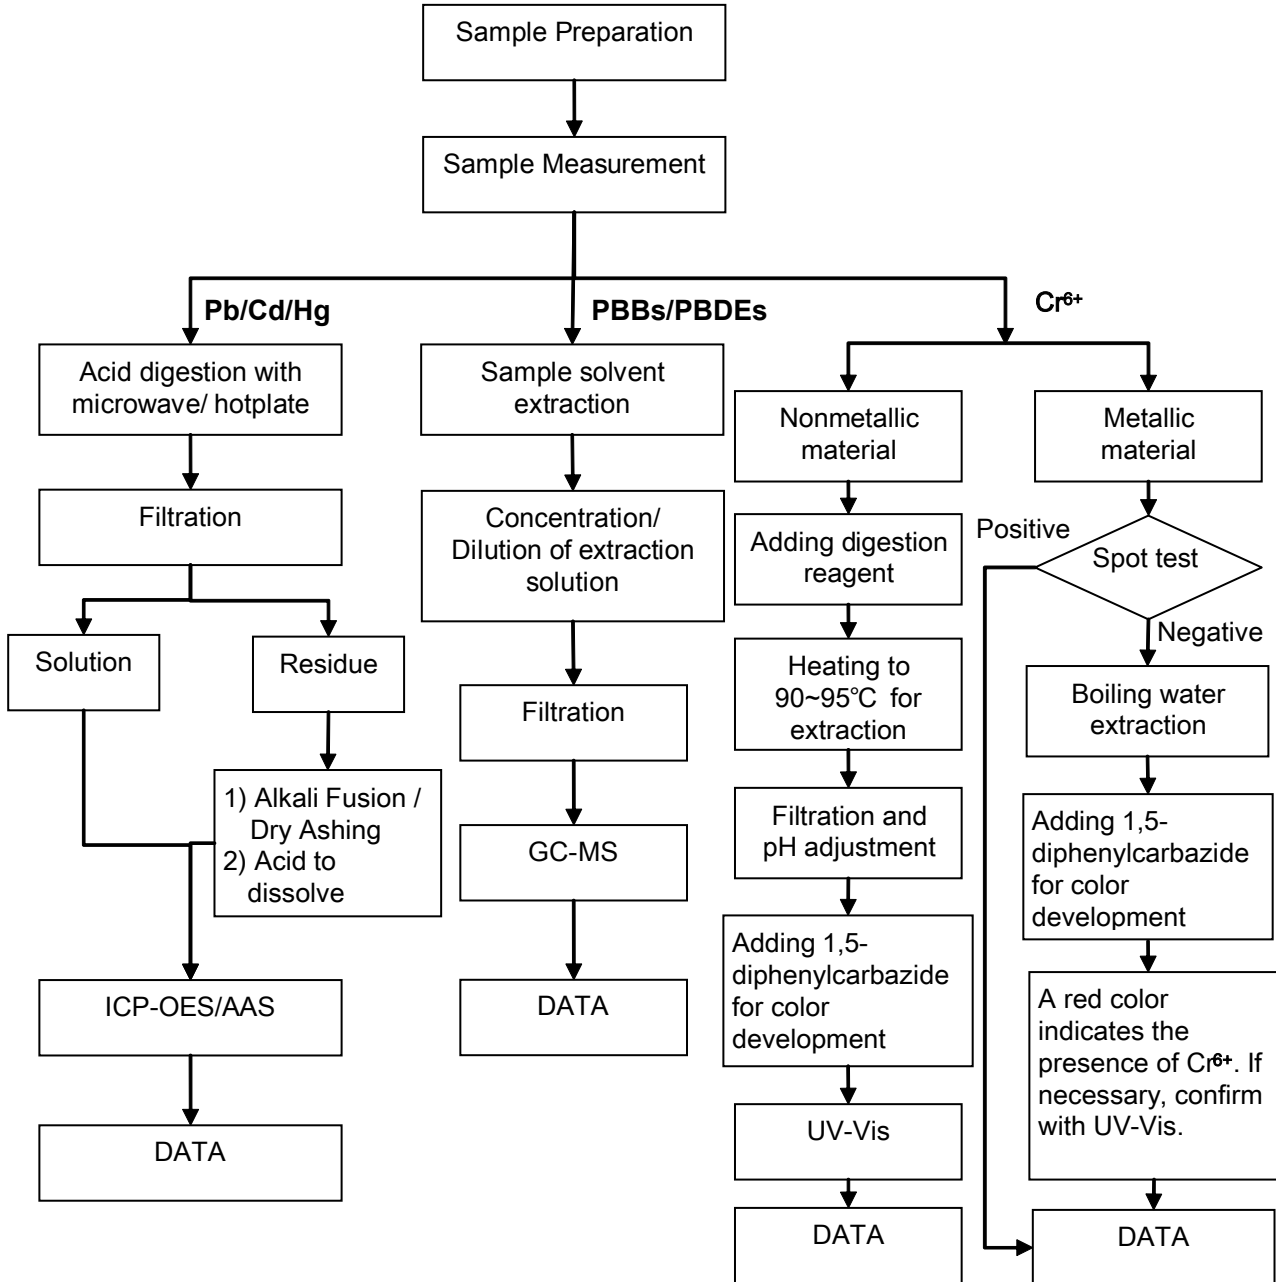 Sample Preparation
Sample Measurement
Pb/Cd/Hg
Acid digestion with
microwave/ hotplate
Filtration
Solution
Residue
1) Alkali Fusion /
Dry Ashing
2) Acid to
dissolve
ICP-OES/AAS
DATA
PBBs/PBDEs
Sample solvent
extraction
Concentration/
Dilution of extraction
solution
Filtration
GC-MS
DATA
Cr⁶⁺
Nonmetallic
material
Adding digestion
reagent
Heating to
90~95℃ for
extraction
Filtration and
pH adjustment
Adding 1,5-
diphenylcarbazide
for color
development
UV-Vis
DATA
Metallic
material
Spot test
Positive
Negative
Boiling water
extraction
Adding 1,5-
diphenylcarbazide
for color
development
A red color
indicates the
presence of Cr⁶⁺. If
necessary, confirm
with UV-Vis.
DATA